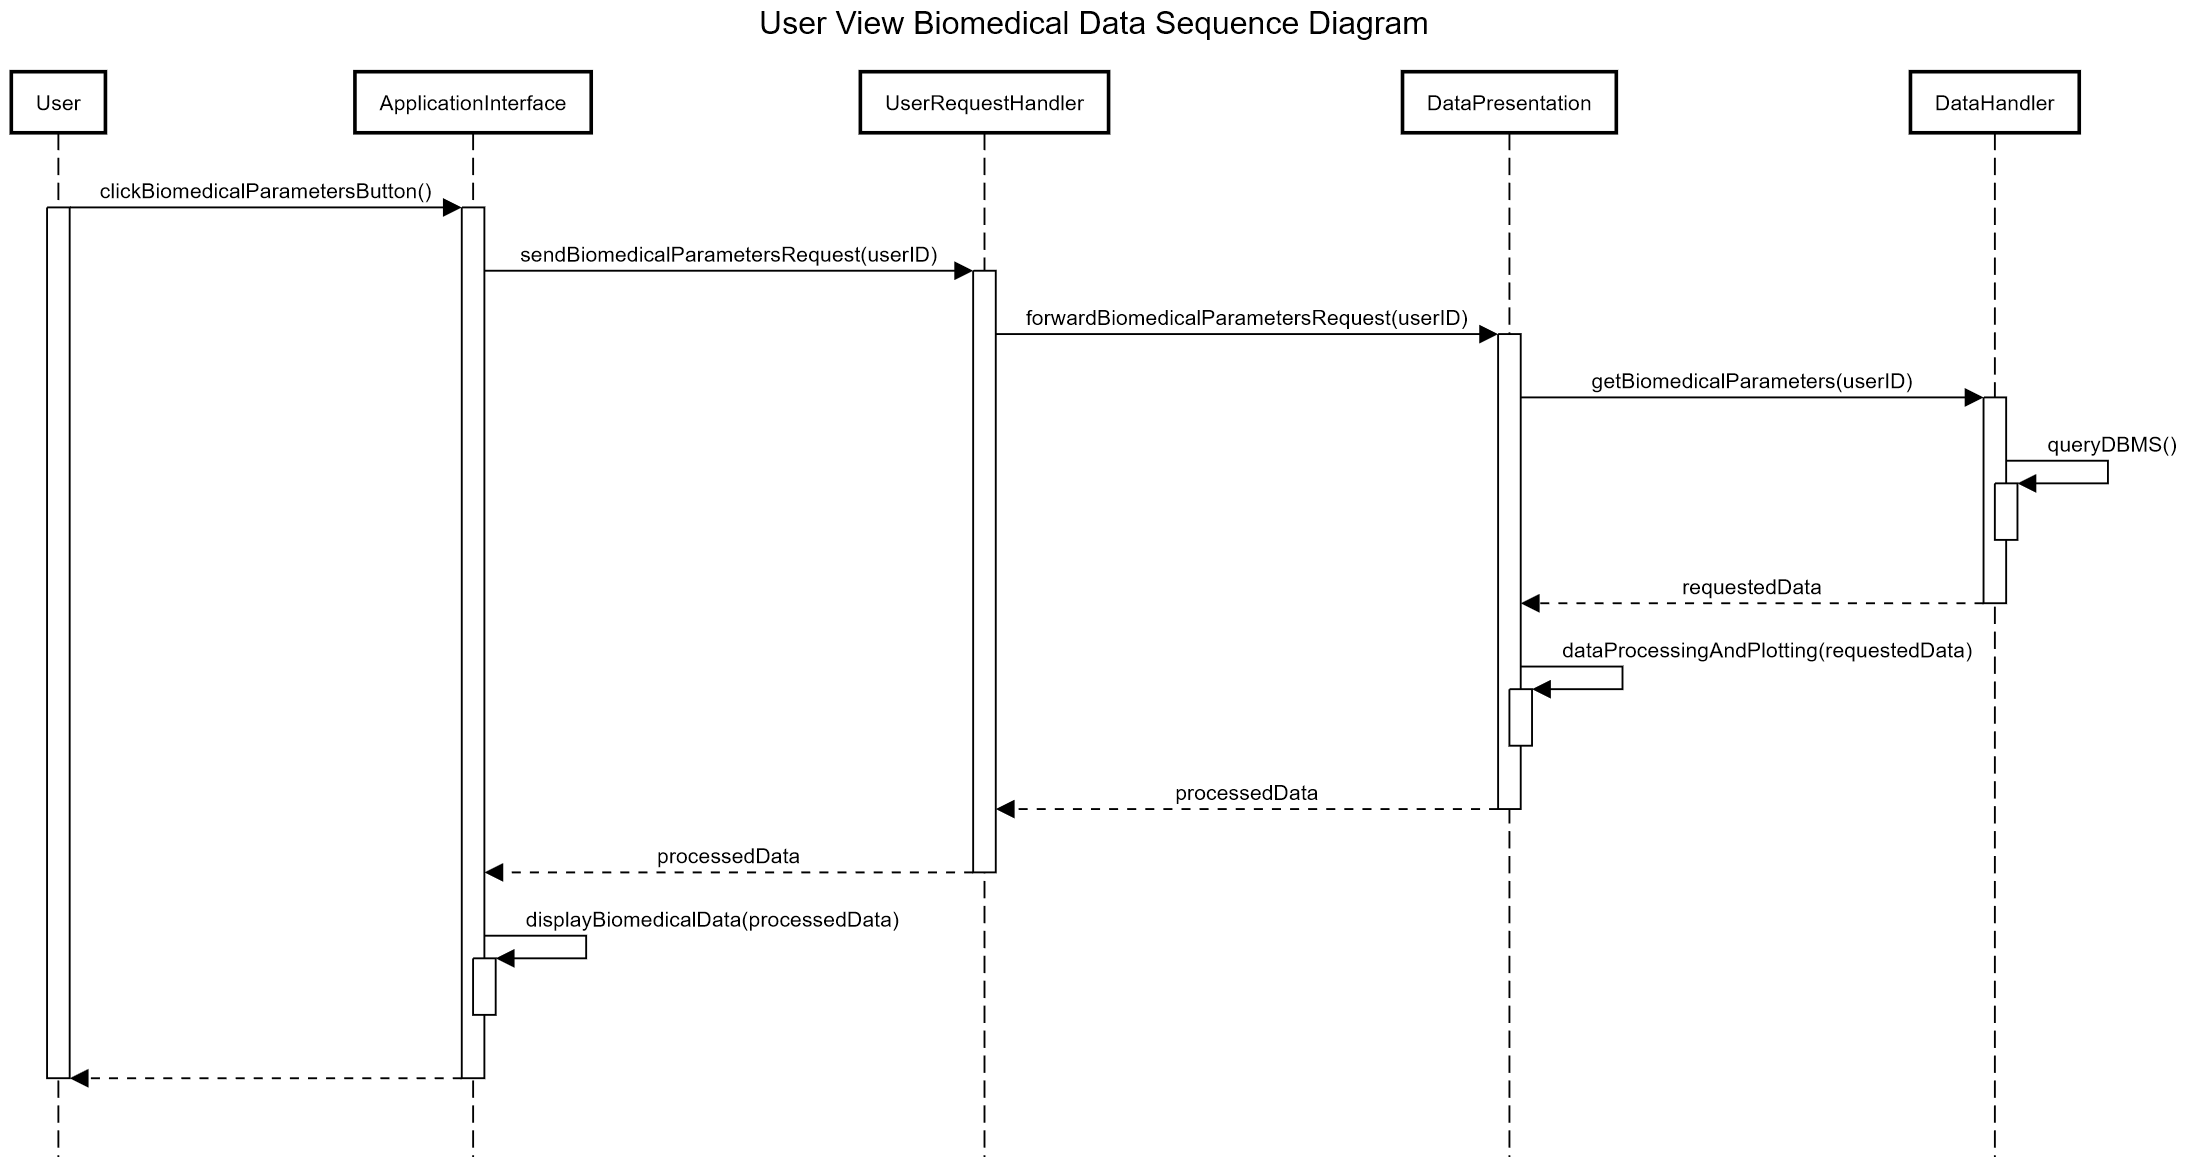 User View Biomedical Data Sequence Diagram
User
ApplicationInterface
UserRequestHandler
DataPresentation
DataHandler
clickBiomedicalParametersButton()
sendBiomedicalParametersRequest(userID)
forwardBiomedicalParametersRequest(userID)
getBiomedicalParameters(userID)
queryDBMS()
requestedData
dataProcessingAndPlotting(requestedData)
processedData
processedData
displayBiomedicalData(processedData)